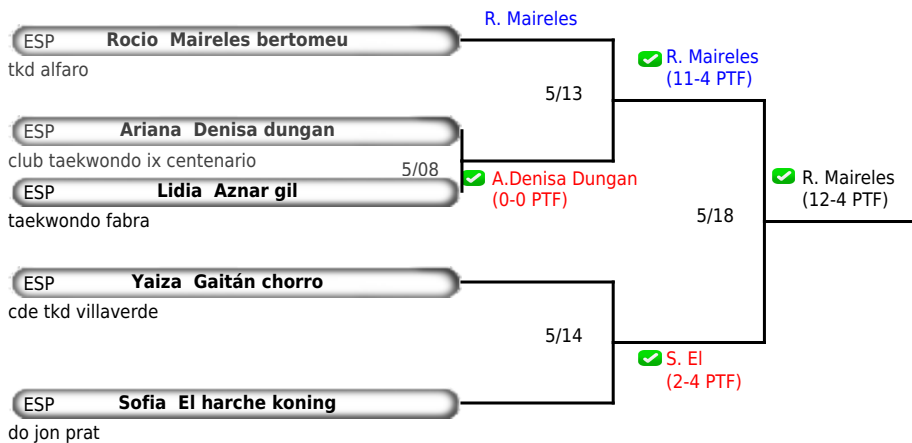 R. Maireles
ESP Rocio Maireles bertomeu
tkd alfaro
R. Maireles
(11-4 PTF)
5/13
ESP Ariana Denisa dungan
club taekwondo ix centenario
5/08
A.Denisa Dungan
(0-0 PTF)
ESP Lidia Aznar gil
taekwondo fabra
R. Maireles
(12-4 PTF)
5/18
ESP Yaiza Gaitán chorro
cde tkd villaverde
5/14
S. El
(2-4 PTF)
ESP Sofia El harche koning
do jon prat